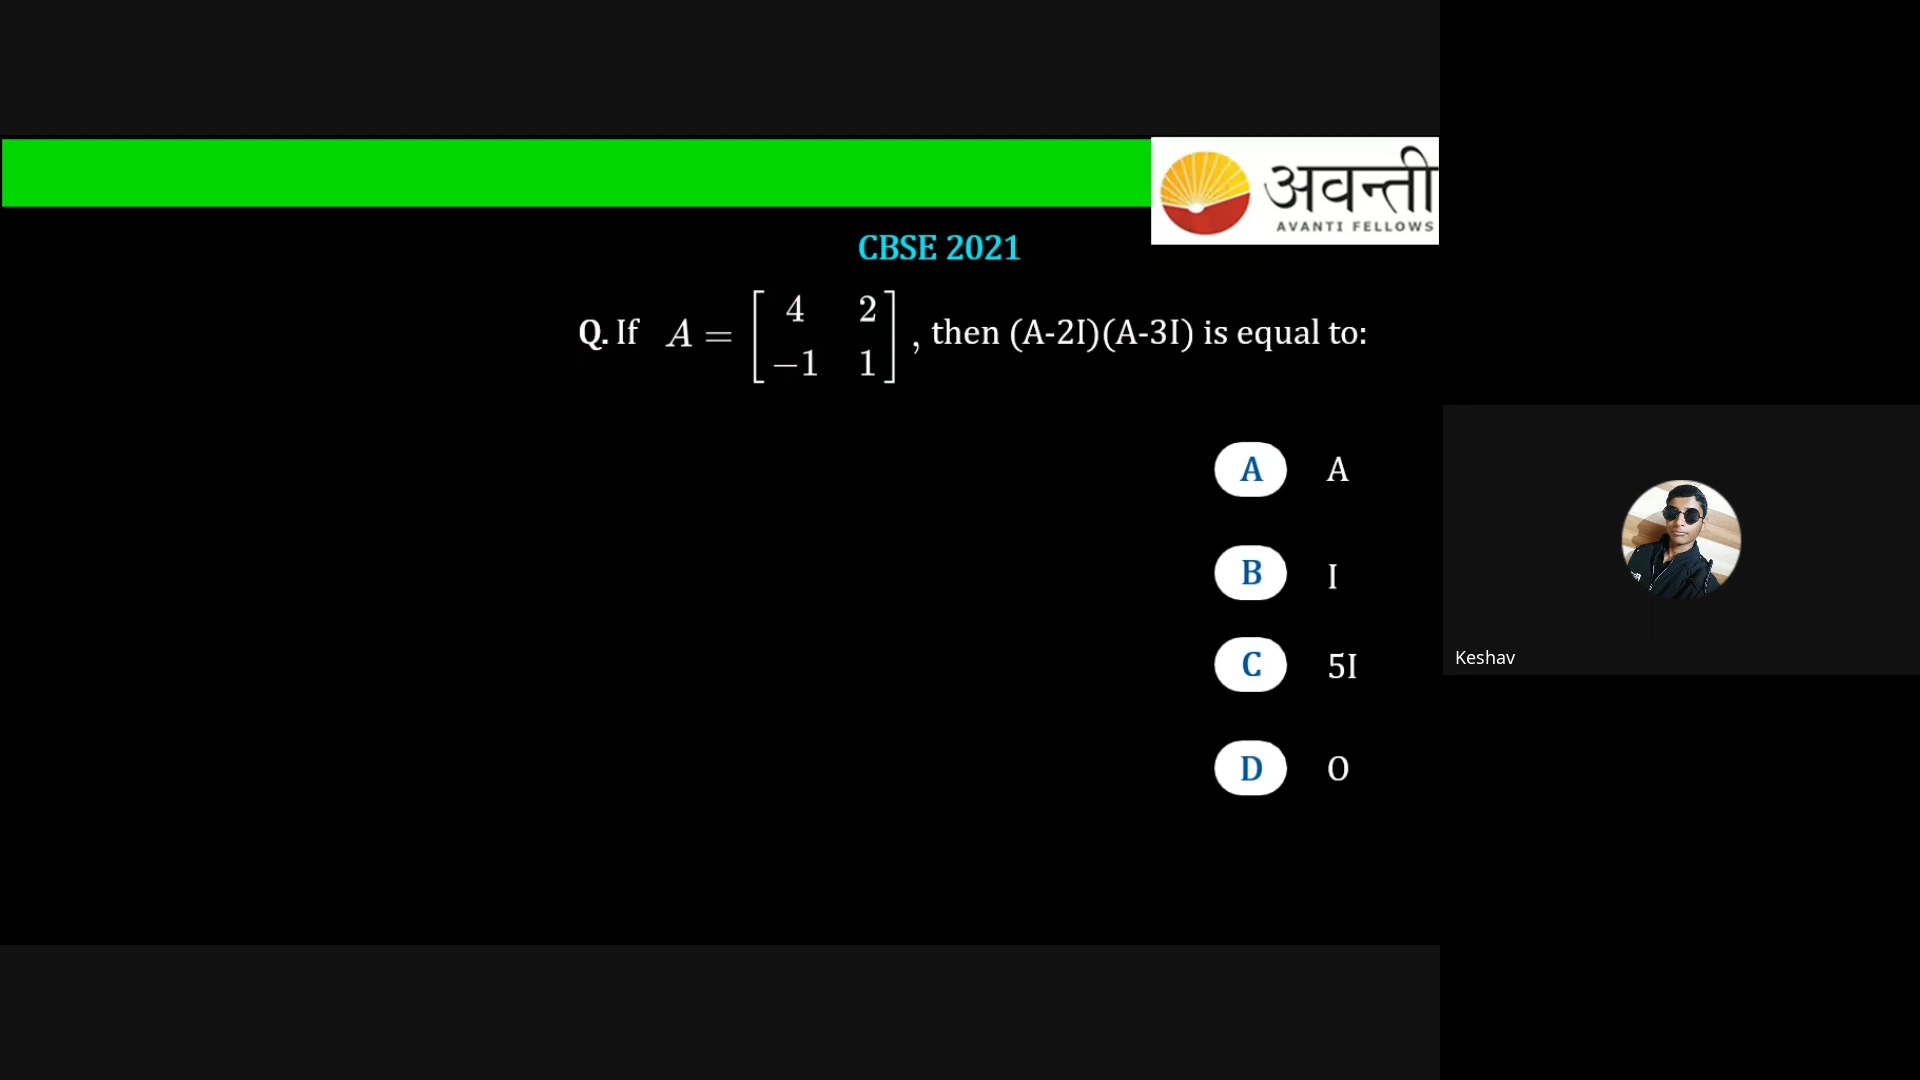 अवन्ती
AVANTI FELLOWS
CBSE 2021
Q. If A = [ 4 2 ; −1 1 ] , then (A-2I)(A-3I) is equal to:
A A
B I
C 5I
D O
Keshav